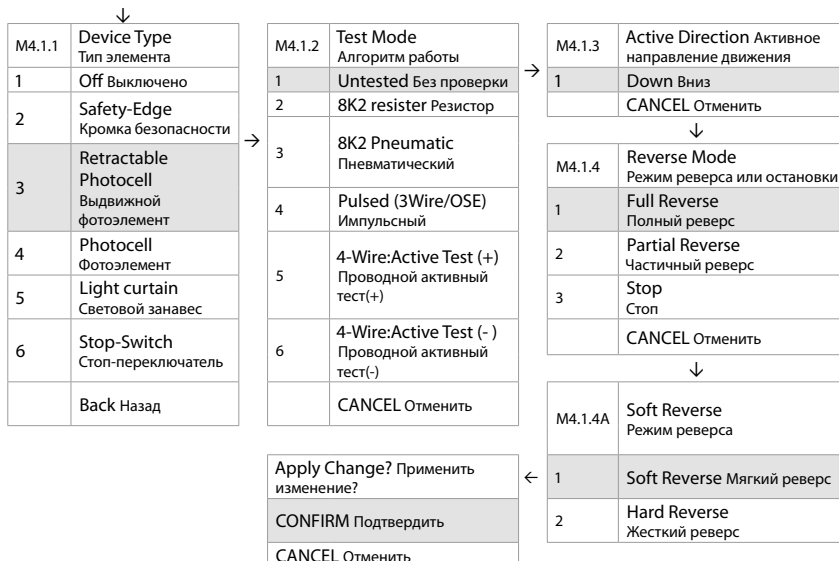 ↓
M4.1.1 Device Type
Тип элемента
1 Off Выключено
2 Safety-Edge
Кромка безопасности
3 Retractable
Photocell
Выдвижной
фотоэлемент
4 Photocell
Фотоэлемент
5 Light curtain
Световой занавес
6 Stop-Switch
Стоп-переключатель
Back Назад
→
M4.1.2 Test Mode
Алгоритм работы
1 Untested Без проверки
2 8K2 resister Резистор
3 8K2 Pneumatic
Пневматический
4 Pulsed (3Wire/OSE)
Импульсный
5 4-Wire:Active Test (+)
Проводной активный
тест(+)
6 4-Wire:Active Test (- )
Проводной активный
тест(-)
CANCEL Отменить
→
M4.1.3 Active Direction Активное
направление движения
1 Down Вниз
CANCEL Отменить
↓
M4.1.4 Reverse Mode
Режим реверса или остановки
1 Full Reverse
Полный реверс
2 Partial Reverse
Частичный реверс
3 Stop
Стоп
CANCEL Отменить
↓
M4.1.4A Soft Reverse
Режим реверса
1 Soft Reverse Мягкий реверс
2 Hard Reverse
Жесткий реверс
←
Apply Change? Применить
изменение?
CONFIRM Подтвердить
CANCEL Отменить